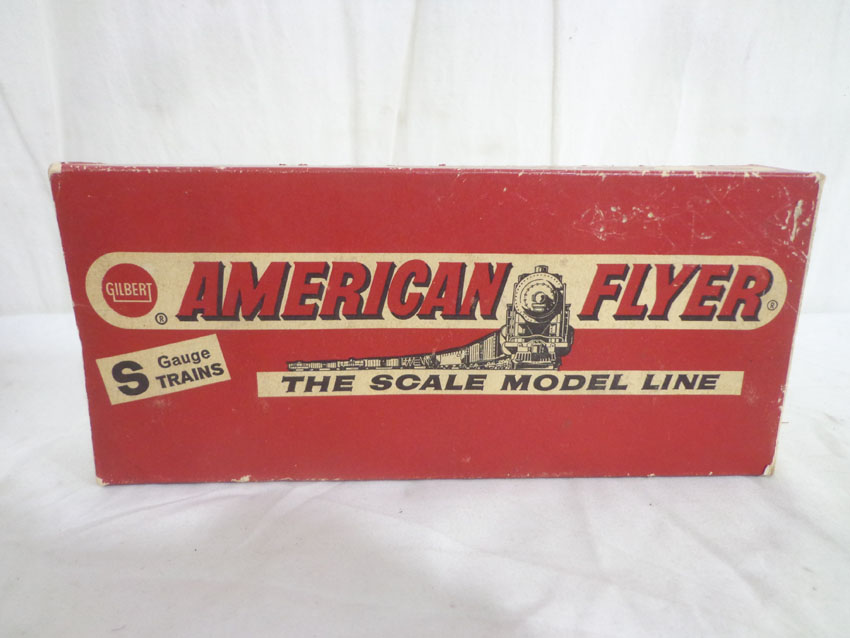 GILBERT
® AMERICAN FLYER ®
S Gauge
TRAINS
THE SCALE MODEL LINE